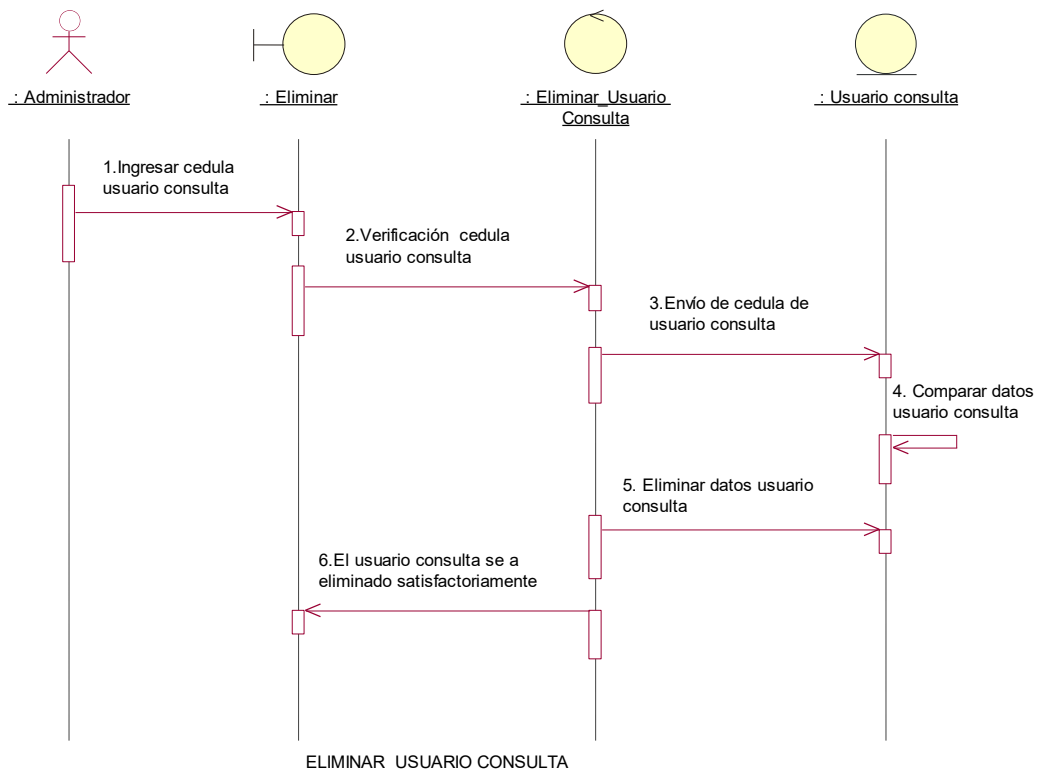 : Administrador
: Eliminar
: Eliminar_Usuario
Consulta
: Usuario consulta
1.Ingresar cedula
usuario consulta
2.Verificación cedula
usuario consulta
3.Envío de cedula de
usuario consulta
4. Comparar datos
usuario consulta
5. Eliminar datos usuario
consulta
6.El usuario consulta se a
eliminado satisfactoriamente
ELIMINAR USUARIO CONSULTA